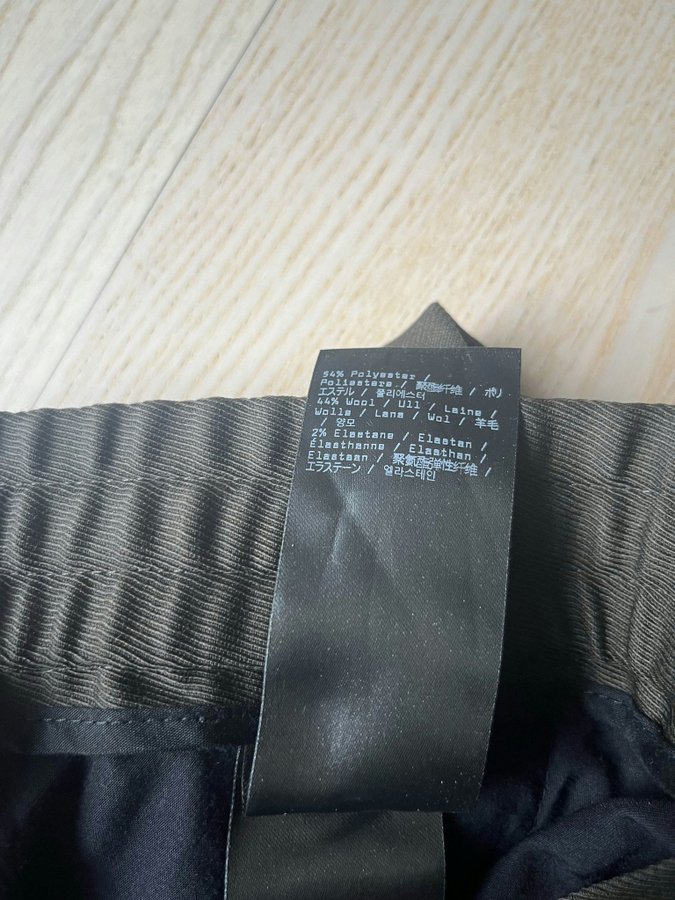 54% Polyester /
Poliestere / 聚酯纤维 / ポリ
エステル / 폴리에스터
44% Wool / Ull / Laine /
Wolle / Lana / Wol / 羊毛
/ 양모
2% Elastane / Elastan /
Élasthanne / Elasthan /
Elastaan / 聚氨酯弹性纤维 /
エラステーン / 엘라스테인